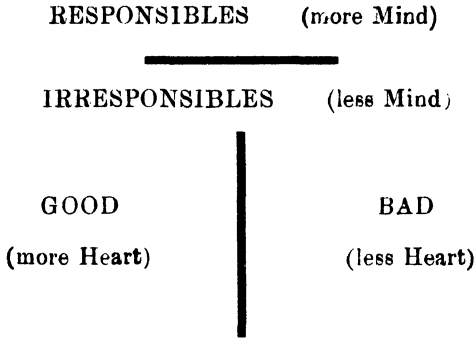 RESPONSIBLES (more Mind)
IRRESPONSIBLES (less Mind)
GOOD BAD
(more Heart) (less Heart)